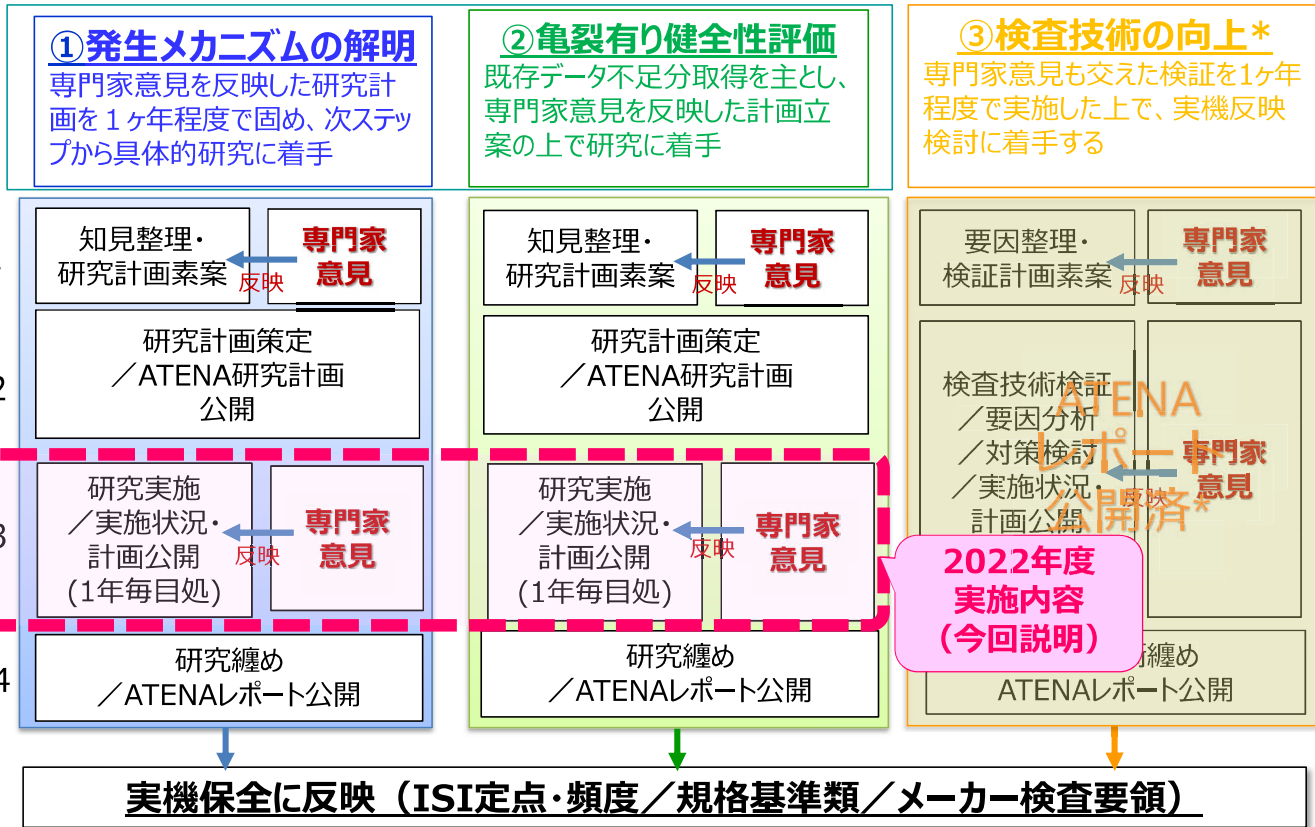 ①発生メカニズムの解明
専門家意見を反映した研究計
画を１ヶ年程度で固め、次ステッ
プから具体的研究に着手
②亀裂有り健全性評価
既存データ不足分取得を主とし、
専門家意見を反映した計画立
案の上で研究に着手
③検査技術の向上*
専門家意見も交えた検証を1ヶ年
程度で実施した上で、実機反映
検討に着手する
知見整理・
研究計画素案
反映
専門家
意見
研究計画策定
／ATENA研究計画
公開
2
研究実施
／実施状況・
計画公開
(1年毎目処)
反映
専門家
意見
3
研究纏め
／ATENAレポート公開
4
知見整理・
研究計画素案
反映
専門家
意見
研究計画策定
／ATENA研究計画
公開
研究実施
／実施状況・
計画公開
(1年毎目処)
反映
専門家
意見
研究纏め
／ATENAレポート公開
要因整理・
検証計画素案
反映
専門家
意見
検査技術検証
／要因分析
／対策検討
／実施状況・
計画公開
反映
専門家
意見
ATENA
レポート
公開済*
2022年度
実施内容
（今回説明）
纏め
ATENAレポート公開
実機保全に反映（ISI定点・頻度／規格基準類／メーカー検査要領）